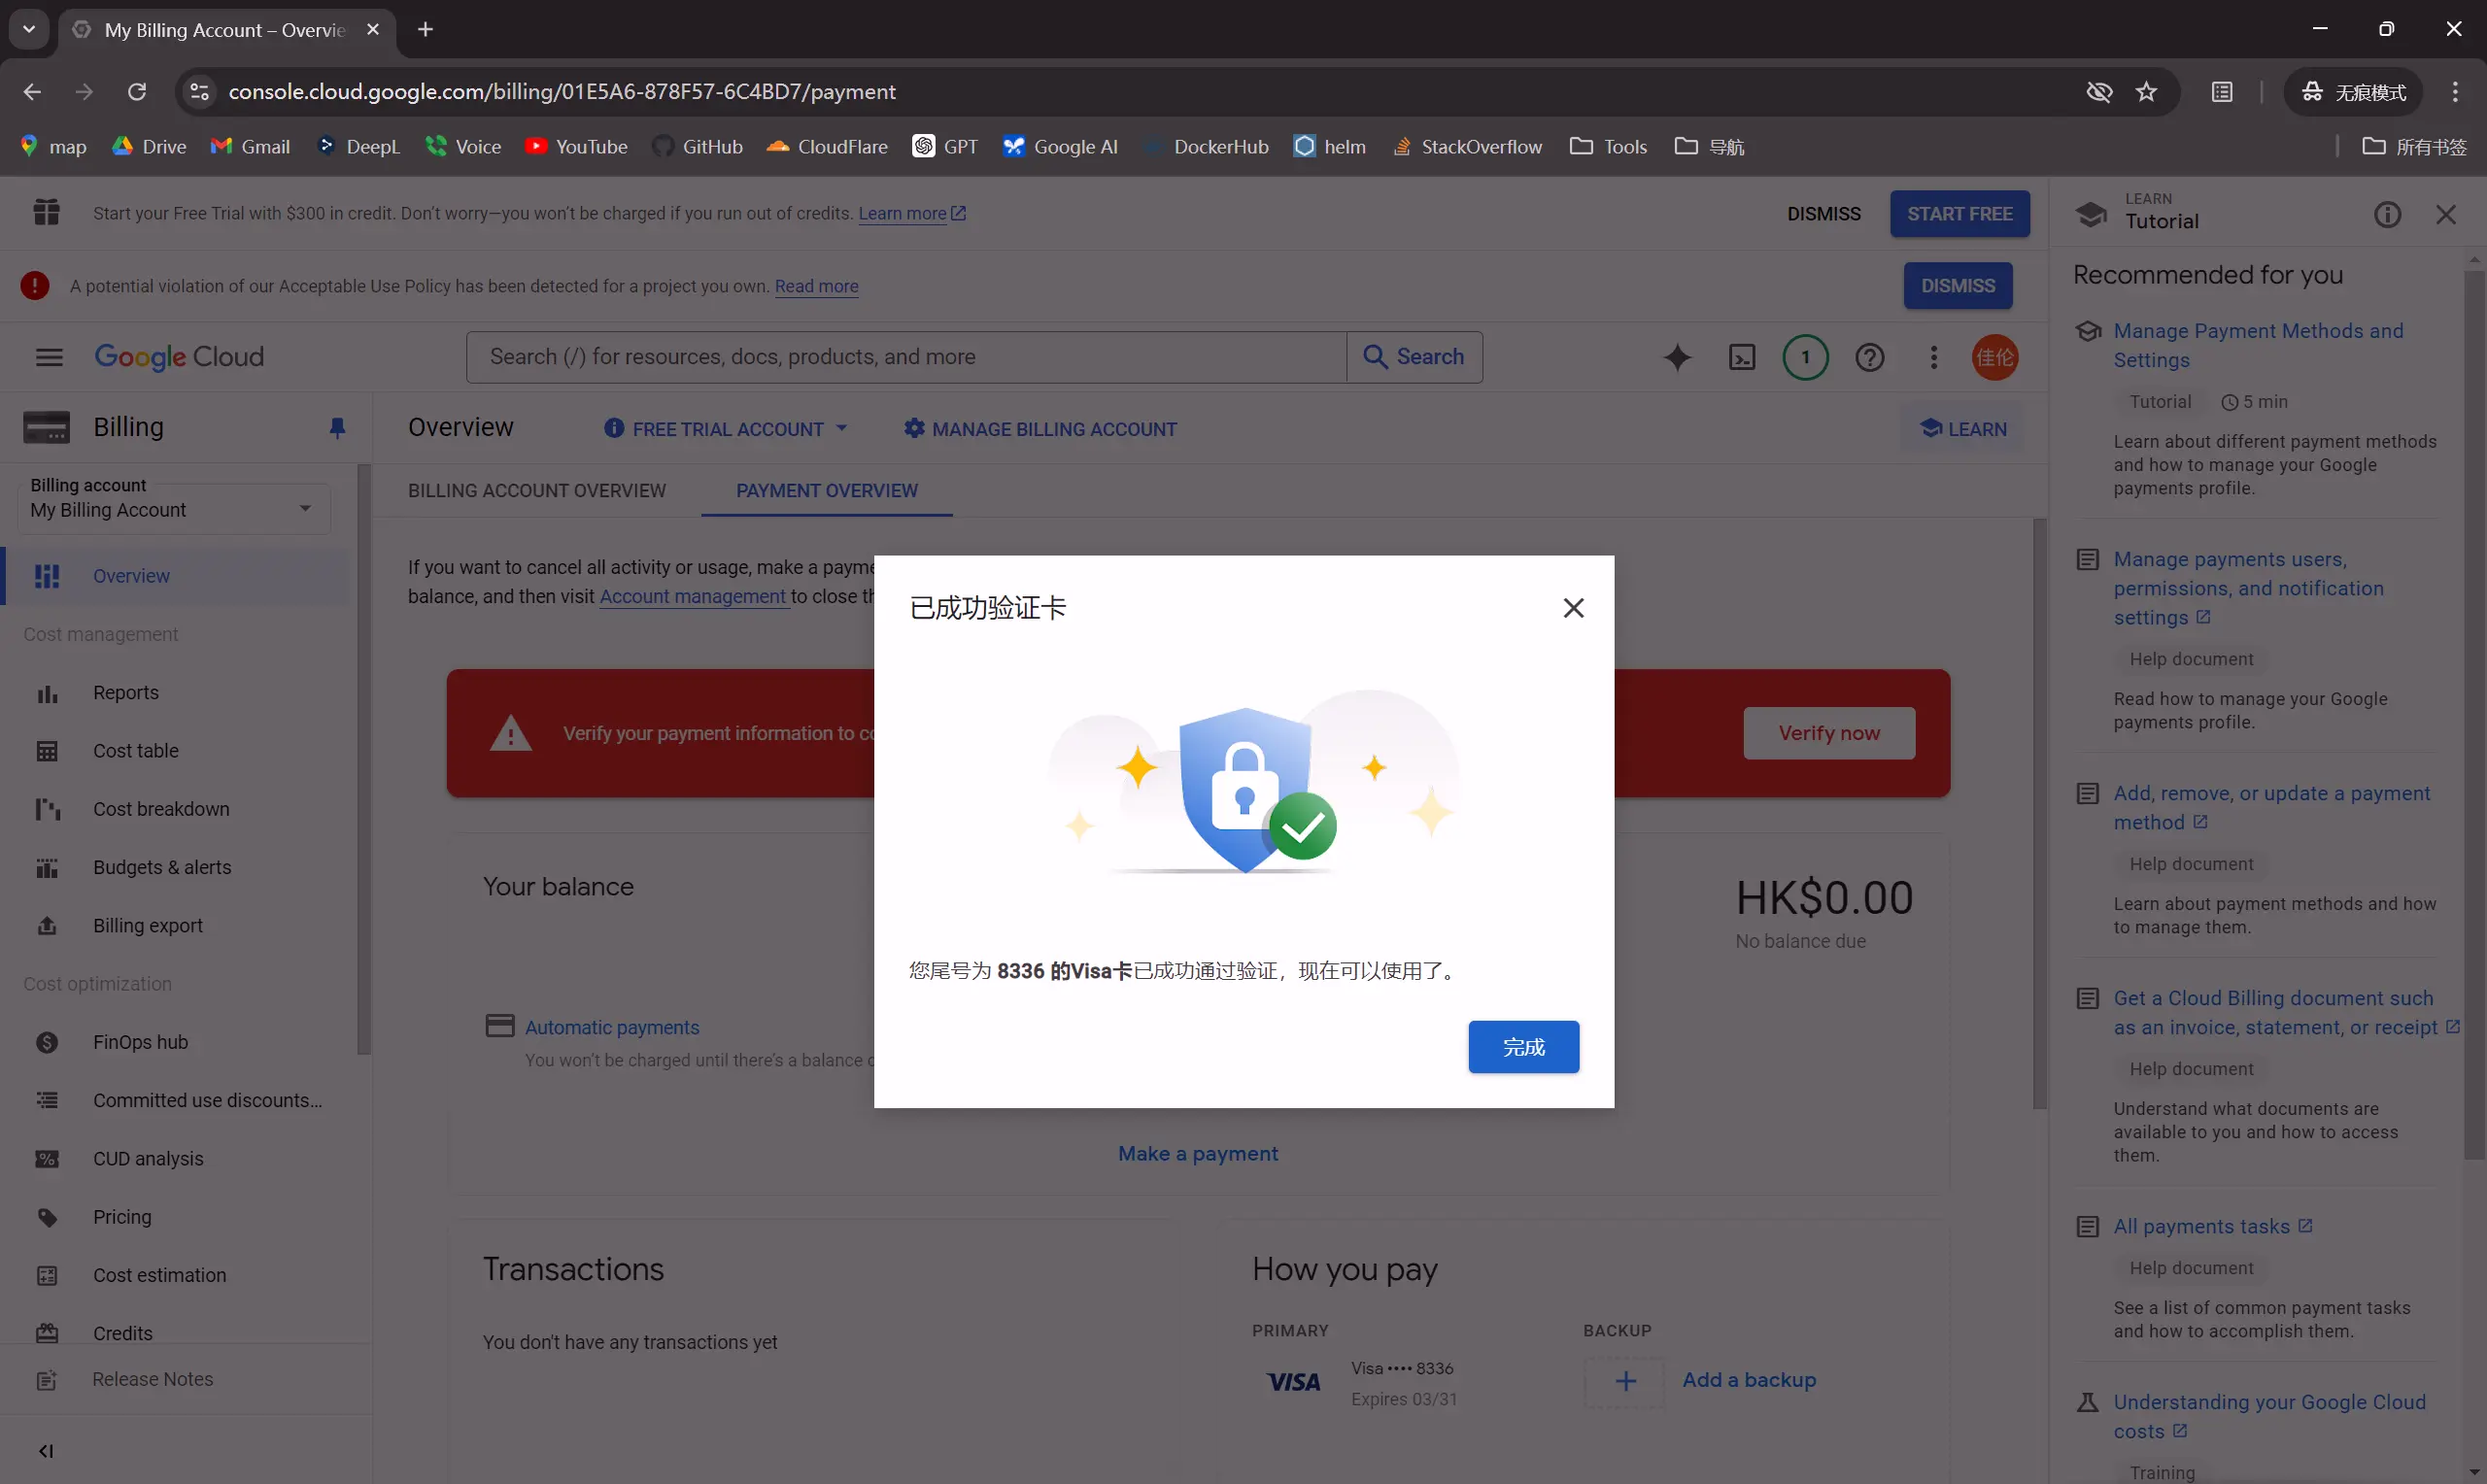 My Billing Account – Overvie
console.cloud.google.com/billing/01E5A6-878F57-6C4BD7/payment
无痕模式
map
Drive
Gmail
DeepL
Voice
YouTube
GitHub
CloudFlare
GPT
Google AI
DockerHub
helm
StackOverflow
Tools
导航
所有书签
Start your Free Trial with $300 in credit. Don't worry—you won't be charged if you run out of credits. Learn more
DISMISS
START FREE
A potential violation of our Acceptable Use Policy has been detected for a project you own. Read more
DISMISS
Google Cloud
Search (/) for resources, docs, products, and more
Search
1
佳伦
Billing
Billing account
My Billing Account
Overview
Cost management
Reports
Cost table
Cost breakdown
Budgets & alerts
Billing export
Cost optimization
FinOps hub
Committed use discounts...
CUD analysis
Pricing
Cost estimation
Credits
Release Notes
Overview
FREE TRIAL ACCOUNT
MANAGE BILLING ACCOUNT
LEARN
BILLING ACCOUNT OVERVIEW
PAYMENT OVERVIEW
If you want to cancel all activity or usage, make a payme
balance, and then visit Account management to close th
Verify your payment information to co
Verify now
Your balance
HK$0.00
No balance due
Automatic payments
You won't be charged until there's a balance c
Make a payment
Transactions
You don't have any transactions yet
How you pay
PRIMARY
VISA
Visa •••• 8336
Expires 03/31
BACKUP
Add a backup
已成功验证卡
您尾号为 8336 的Visa卡已成功通过验证，现在可以使用了。
完成
LEARN
Tutorial
Recommended for you
Manage Payment Methods and
Settings
Tutorial
5 min
Learn about different payment methods
and how to manage your Google
payments profile.
Manage payments users,
permissions, and notification
settings
Help document
Read how to manage your Google
payments profile.
Add, remove, or update a payment
method
Help document
Learn about payment methods and how
to manage them.
Get a Cloud Billing document such
as an invoice, statement, or receipt
Help document
Understand what documents are
available to you and how to access
them.
All payments tasks
Help document
See a list of common payment tasks
and how to accomplish them.
Understanding your Google Cloud
costs
Training